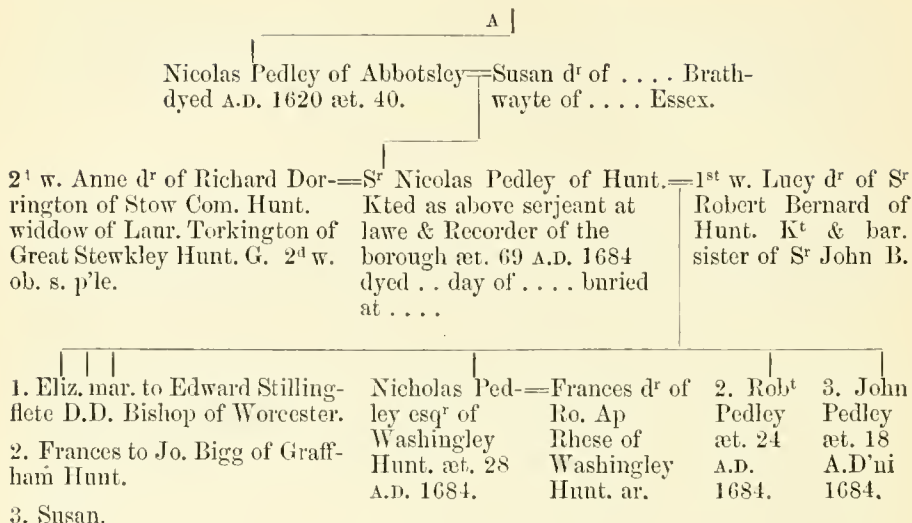 A
Nicolas Pedley of Abbotsley=Susan dʳ of . . . . Brath-
dyed A.D. 1620 æt. 40.
wayte of . . . . Essex.
2ᵗ w. Anne dʳ of Richard Dor-
rington of Stow Com. Hunt.
widdow of Laur. Torkington of
Great Stewkley Hunt. G. 2ᵈ w.
ob. s. p'le.
=Sʳ Nicolas Pedley of Hunt.=
Kted as above serjeant at
lawe & Recorder of the
borough æt. 69 A.D. 1684
dyed . . day of . . . . buried
at . . . .
1ˢᵗ w. Lucy dʳ of Sʳ
Robert Bernard of
Hunt. Kᵗ & bar.
sister of Sʳ John B.
1. Eliz. mar. to Edward Stilling-
flete D.D. Bishop of Worcester.
2. Frances to Jo. Bigg of Graff-
ham Hunt.
3. Susan.
Nicholas Ped-
ley esqʳ of
Washingley
Hunt. æt. 28
A.D. 1684.
=Frances dʳ of
Ro. Ap
Rhese of
Washingley
Hunt. ar.
2. Robᵗ
Pedley
æt. 24
A.D.
1684.
3. John
Pedley
æt. 18
A.D'ni
1684.